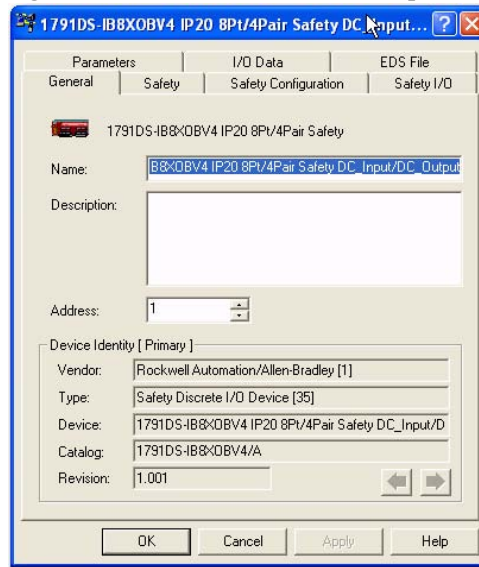 1791DS-IB8XOBV4 IP20 8Pt/4Pair Safety DC_Input...
Parameters I/O Data EDS File
General Safety Safety Configuration Safety I/O
1791DS-IB8XOBV4 IP20 8Pt/4Pair Safety
Name: B8XOBV4 IP20 8Pt/4Pair Safety DC_Input/DC_Output
Description:
Address: 1
Device Identity [ Primary ]
Vendor: Rockwell Automation/Allen-Bradley [1]
Type: Safety Discrete I/O Device [35]
Device: 1791DS-IB8XOBV4 IP20 8Pt/4Pair Safety DC_Input/D
Catalog: 1791DS-IB8XOBV4/A
Revision: 1.001
OK Cancel Apply Help